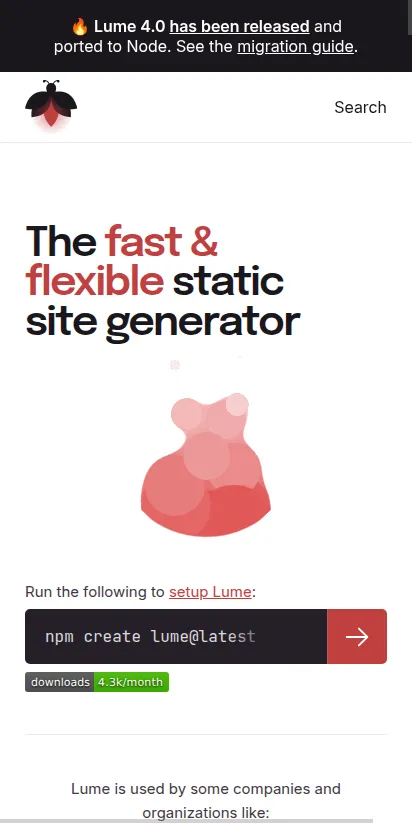 🔥 Lume 4.0 has been released and
ported to Node. See the migration guide.
Search
The fast &
flexible static
site generator
Run the following to setup Lume:
npm create lume@latest
downloads 4.3k/month
Lume is used by some companies and
organizations like: